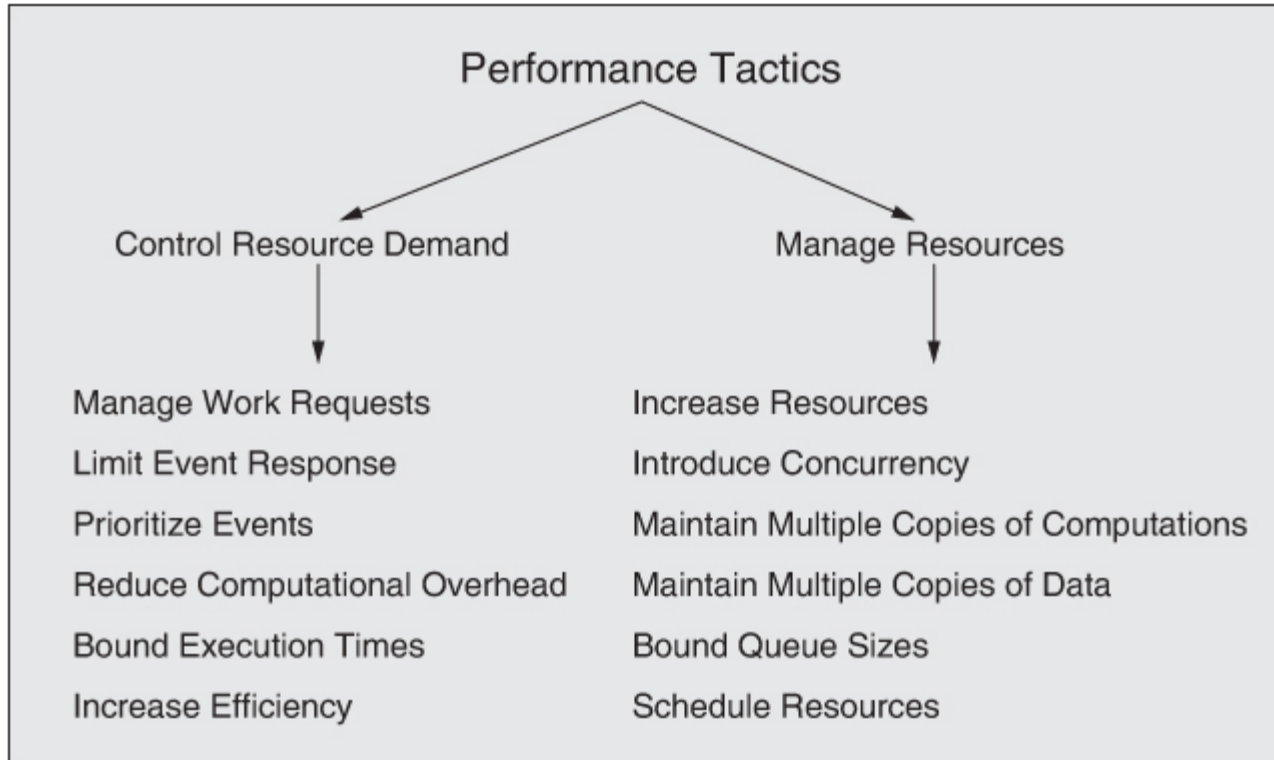 Performance Tactics
Control Resource Demand
Manage Work Requests
Limit Event Response
Prioritize Events
Reduce Computational Overhead
Bound Execution Times
Increase Efficiency
Manage Resources
Increase Resources
Introduce Concurrency
Maintain Multiple Copies of Computations
Maintain Multiple Copies of Data
Bound Queue Sizes
Schedule Resources